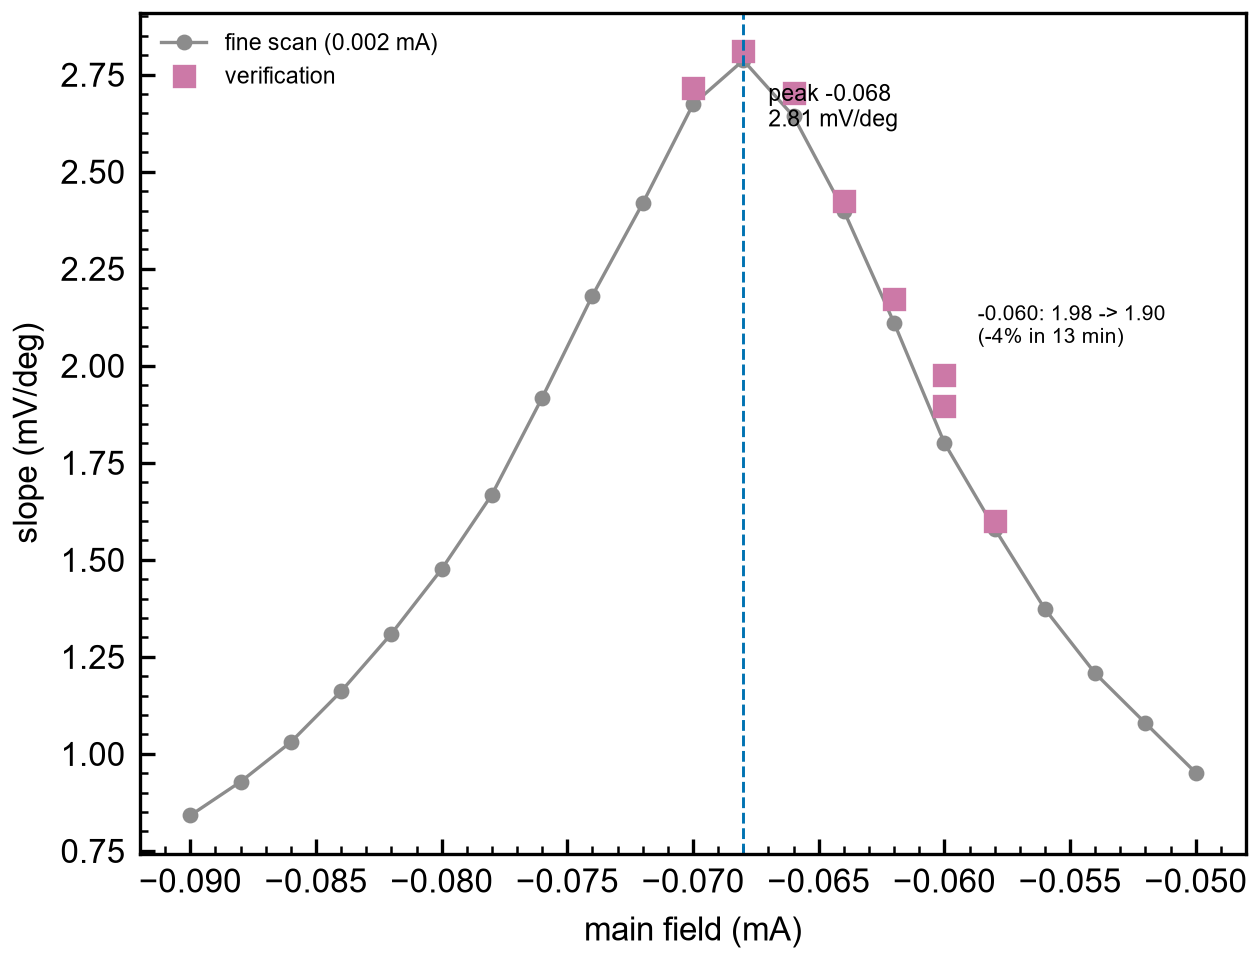 fine scan (0.002 mA)
verification
peak -0.068
2.81 mV/deg
-0.060: 1.98 -> 1.90
(-4% in 13 min)
slope (mV/deg)
2.75
2.50
2.25
2.00
1.75
1.50
1.25
1.00
0.75
−0.090 −0.085 −0.080 −0.075 −0.070 −0.065 −0.060 −0.055 −0.050
main field (mA)